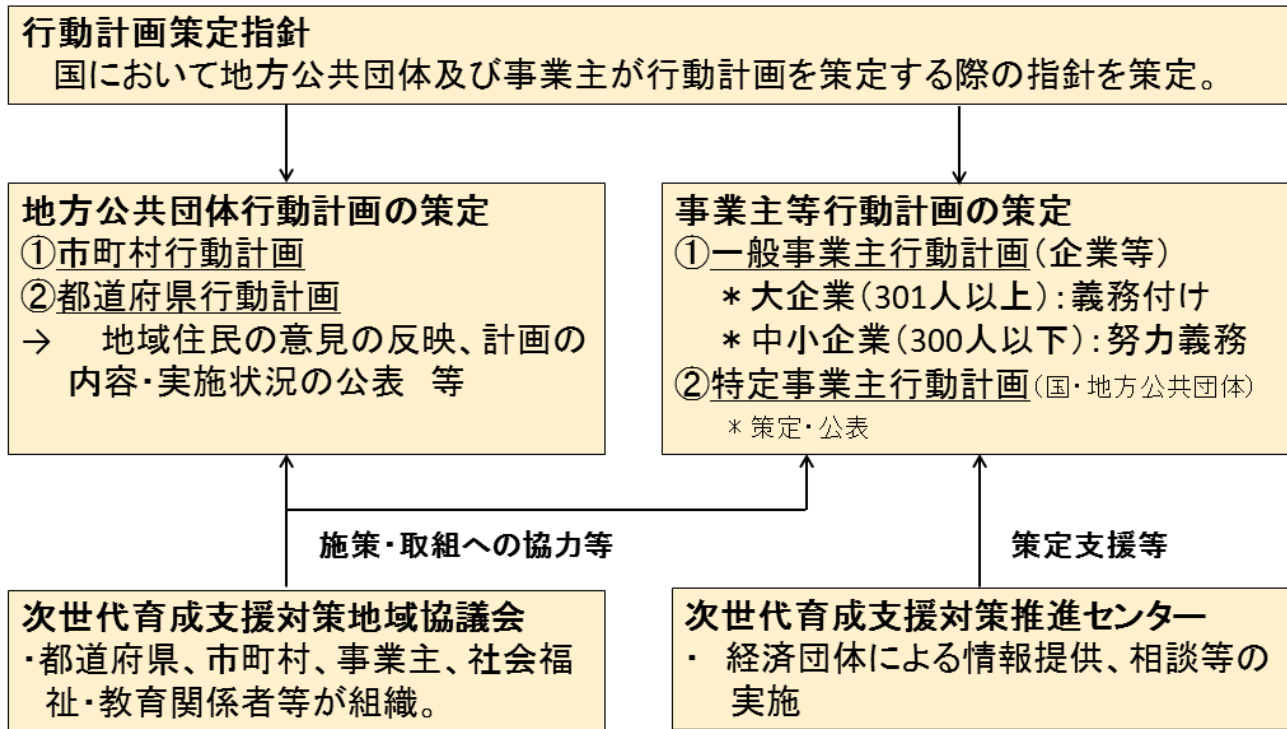 行動計画策定指針
国において地方公共団体及び事業主が行動計画を策定する際の指針を策定。
地方公共団体行動計画の策定
①市町村行動計画
②都道府県行動計画
→ 地域住民の意見の反映、計画の
内容・実施状況の公表 等
事業主等行動計画の策定
①一般事業主行動計画(企業等)
＊大企業(301人以上):義務付け
＊中小企業(300人以下):努力義務
②特定事業主行動計画(国・地方公共団体)
＊策定・公表
施策・取組への協力等
策定支援等
次世代育成支援対策地域協議会
・都道府県、市町村、事業主、社会福
祉・教育関係者等が組織。
次世代育成支援対策推進センター
・ 経済団体による情報提供、相談等の
実施